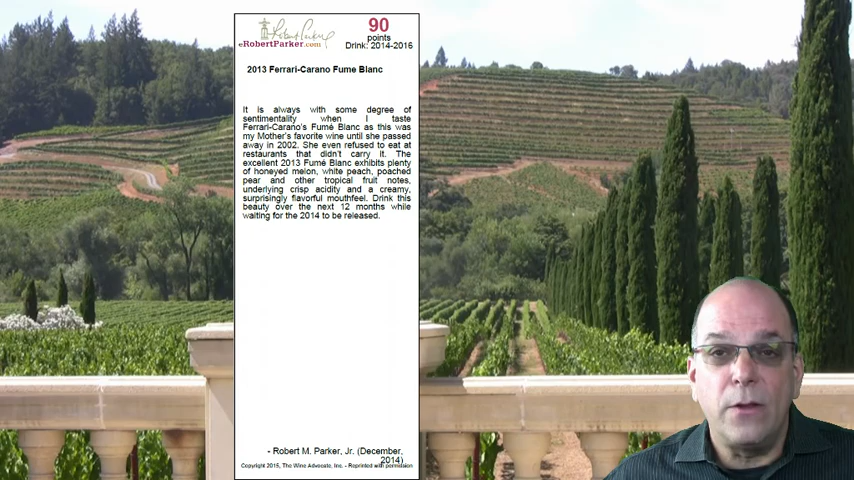 Robert Parker
eRobertParker.com
90
points
Drink: 2014-2016
2013 Ferrari-Carano Fume Blanc
It is always with some degree of
sentimentality when I taste
Ferrari-Carano's Fumé Blanc as this was
my Mother's favorite wine until she passed
away in 2002. She even refused to eat at
restaurants that didn't carry it. The
excellent 2013 Fumé Blanc exhibits plenty
of honeyed melon, white peach, poached
pear and other tropical fruit notes,
underlying crisp acidity and a creamy,
surprisingly flavorful mouthfeel. Drink this
beauty over the next 12 months while
waiting for the 2014 to be released.
- Robert M. Parker, Jr. (December,
2014)
Copyright 2015, The Wine Advocate, Inc. - Reprinted with permission